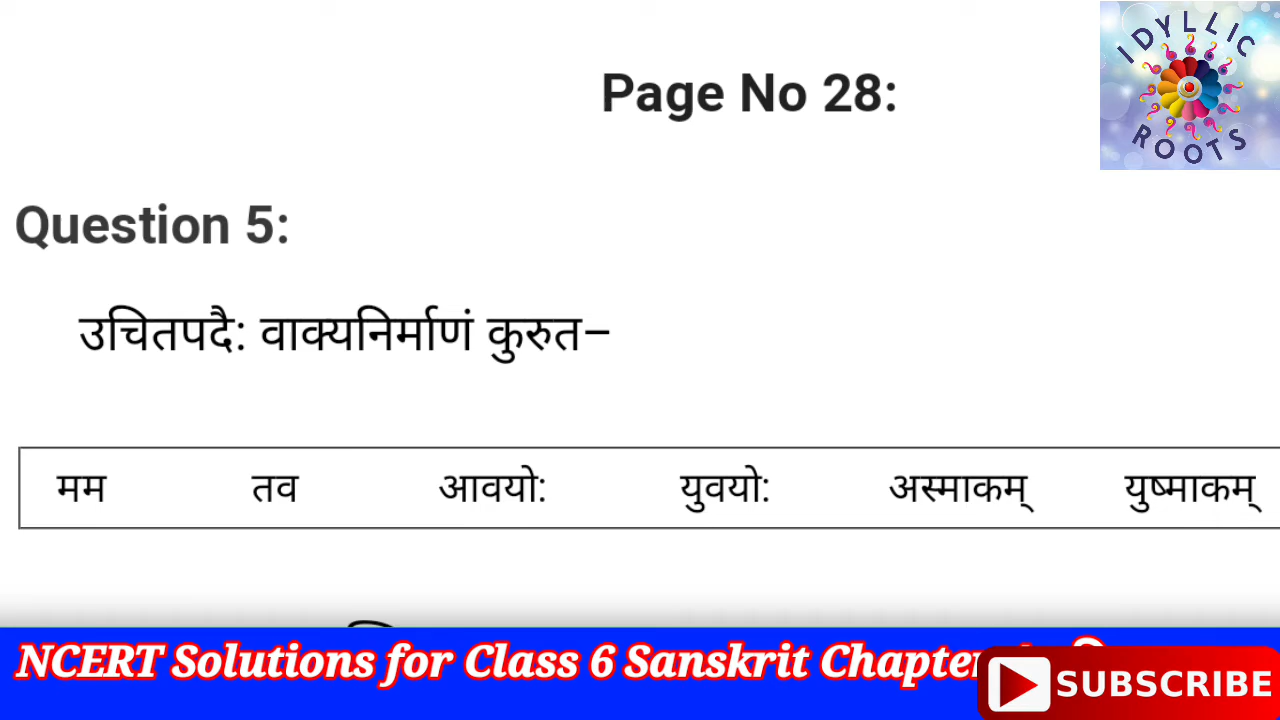 IDYLLIC
ROOTS
Page No 28:
Question 5:
उचितपदै: वाक्यनिर्माणं कुरुत–
मम तव आवयो: युवयो: अस्माकम् युष्माकम्
NCERT Solutions for Class 6 Sanskrit Chapter
SUBSCRIBE